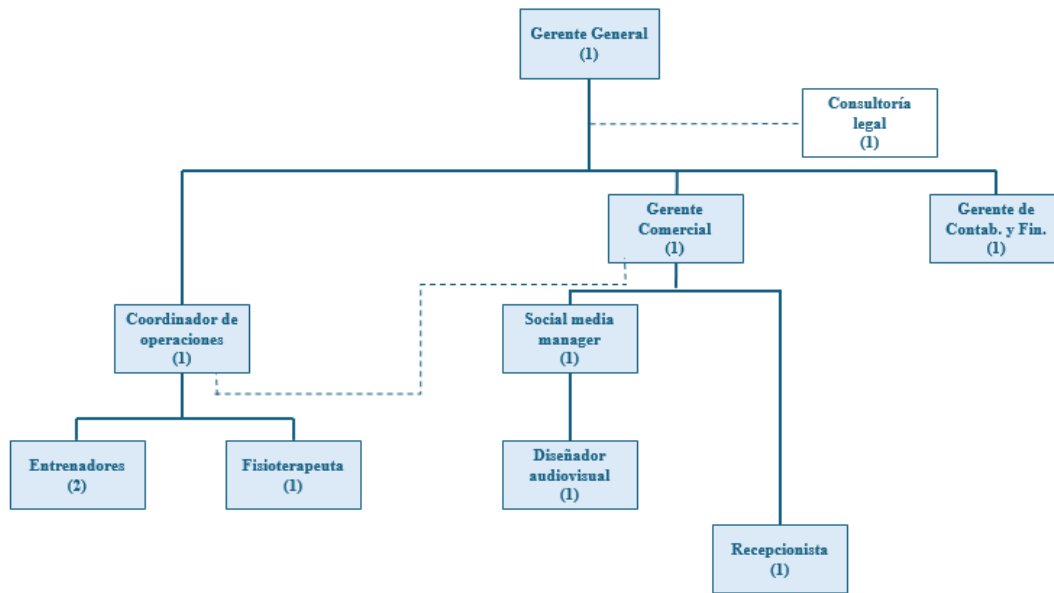 Gerente General
(1)
Consultoría
legal
(1)
Gerente
Comercial
(1)
Gerente de
Contab. y Fin.
(1)
Coordinador de
operaciones
(1)
Social media
manager
(1)
Entrenadores
(2)
Fisioterapeuta
(1)
Diseñador
audiovisual
(1)
Recepcionista
(1)